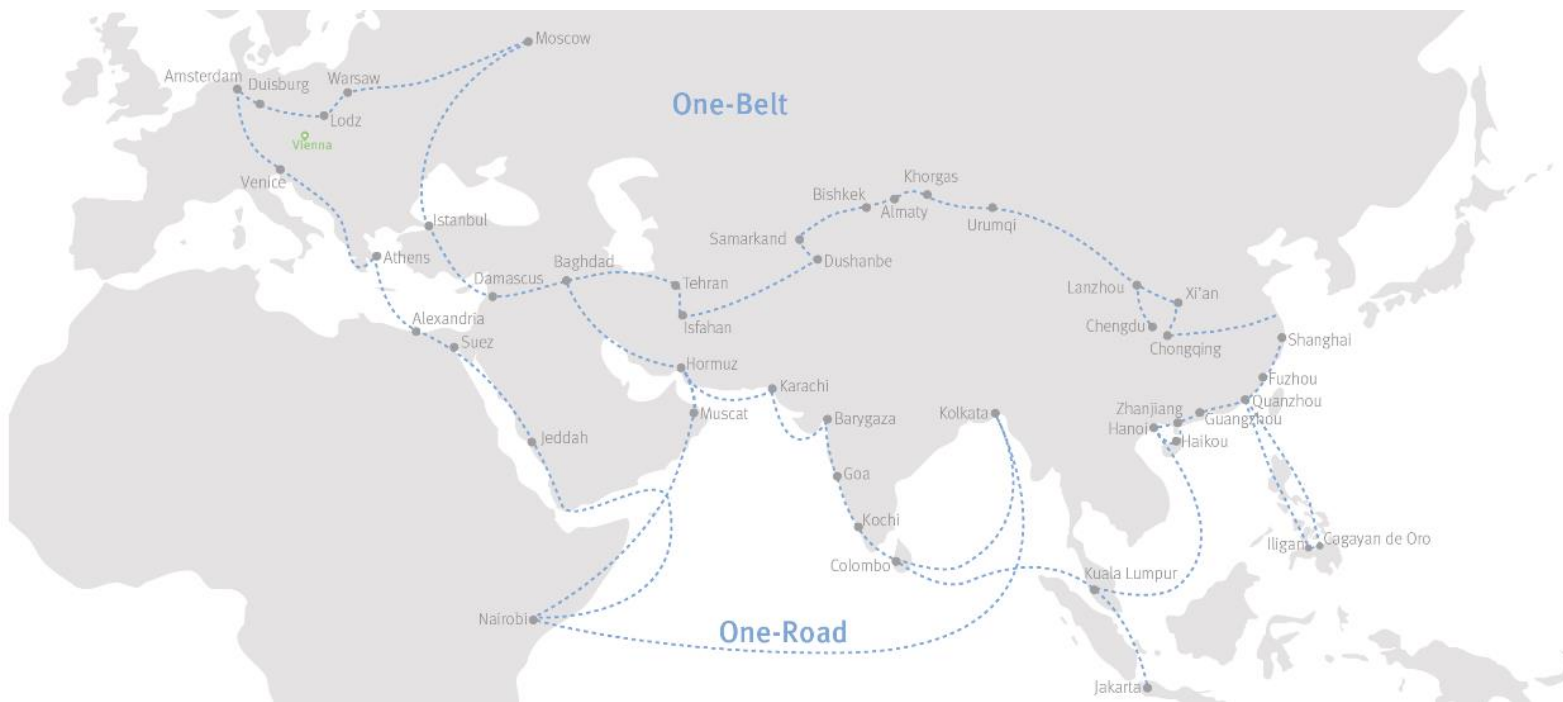 Moscow
Amsterdam
Duisburg
Warsaw
One-Belt
Lodz
Vienna
Venice
Khorgas
Bishkek
Almaty
Istanbul
Urumqi
Samarkand
Athens
Baghdad
Dushanbe
Damascus
Tehran
Lanzhou
Xi'an
Alexandria
Isfahan
Chengdu
Suez
Chongqing
Shanghai
Hormuz
Fuzhou
Karachi
Quanzhou
Muscat
Barygaza
Kolkata
Zhanjiang
Guangzhou
Hanoi
Haikou
Jeddah
Goa
Kochi
Cagayan de Oro
Iligan
Colombo
Kuala Lumpur
Nairobi
One-Road
Jakarta